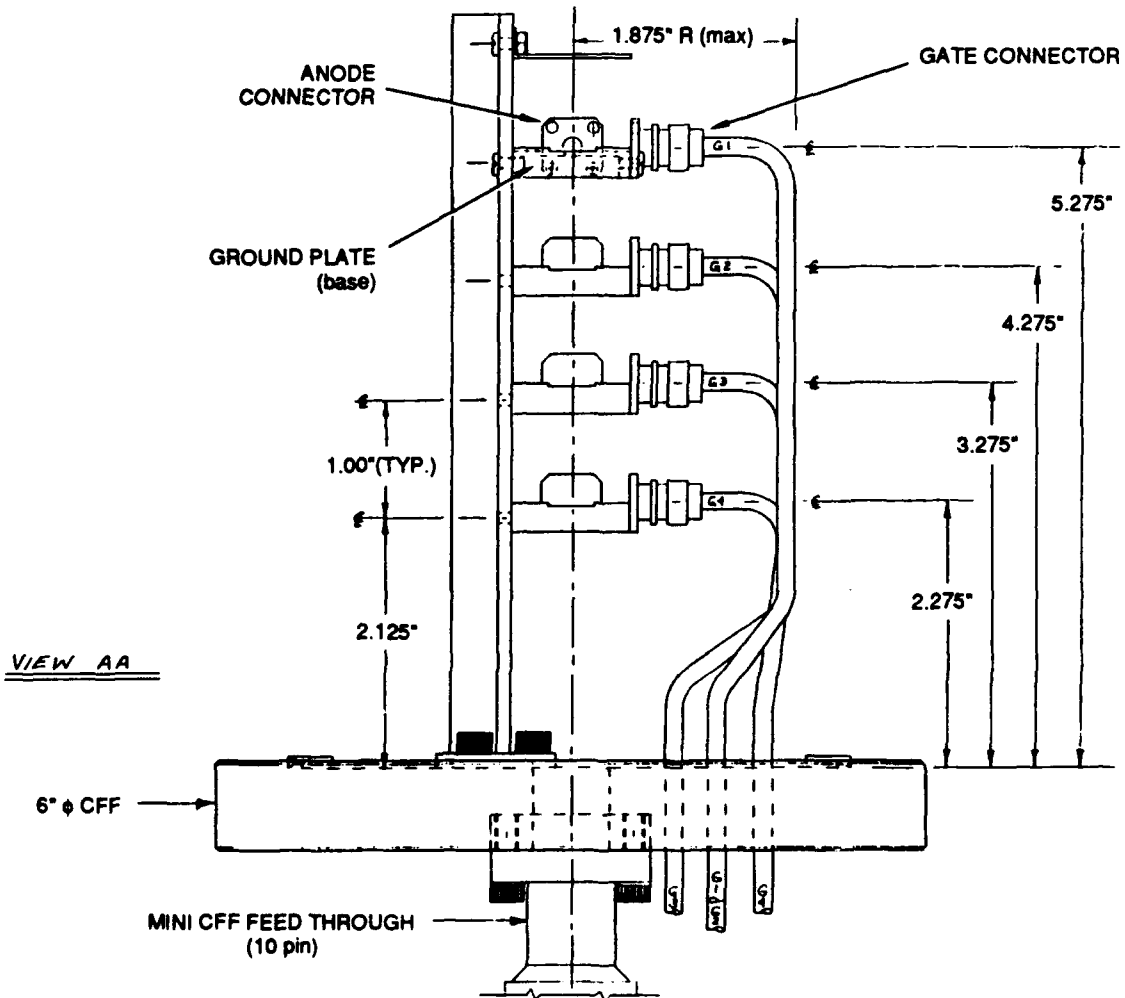 1.875" R (max)
GATE CONNECTOR
ANODE
CONNECTOR
G1
5.275"
GROUND PLATE
(base)
G2
4.275"
G3
3.275"
1.00"(TYP.)
G4
2.275"
2.125"
VIEW AA
6" ϕ CFF
MINI CFF FEED THROUGH
(10 pin)